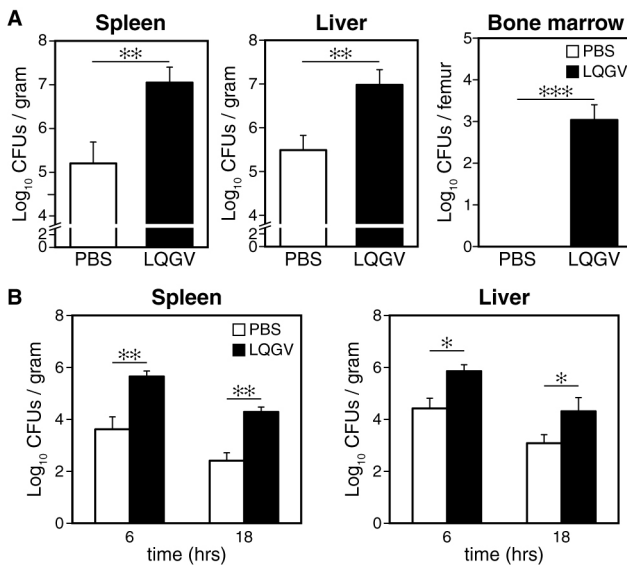 A
Spleen
Log10 CFUs / gram
8
7
6
5
4
2
0
**
PBS
LQGV
Liver
Log10 CFUs / gram
8
7
6
5
4
2
0
**
PBS
LQGV
Bone marrow
Log10 CFUs / femur
5
4
3
2
1
0
PBS
LQGV
***
PBS
LQGV
B
Spleen
Log10 CFUs / gram
8
6
4
2
0
PBS
LQGV
**
**
6
18
time (hrs)
Liver
Log10 CFUs / gram
8
6
4
2
0
*
*
6
18
time (hrs)